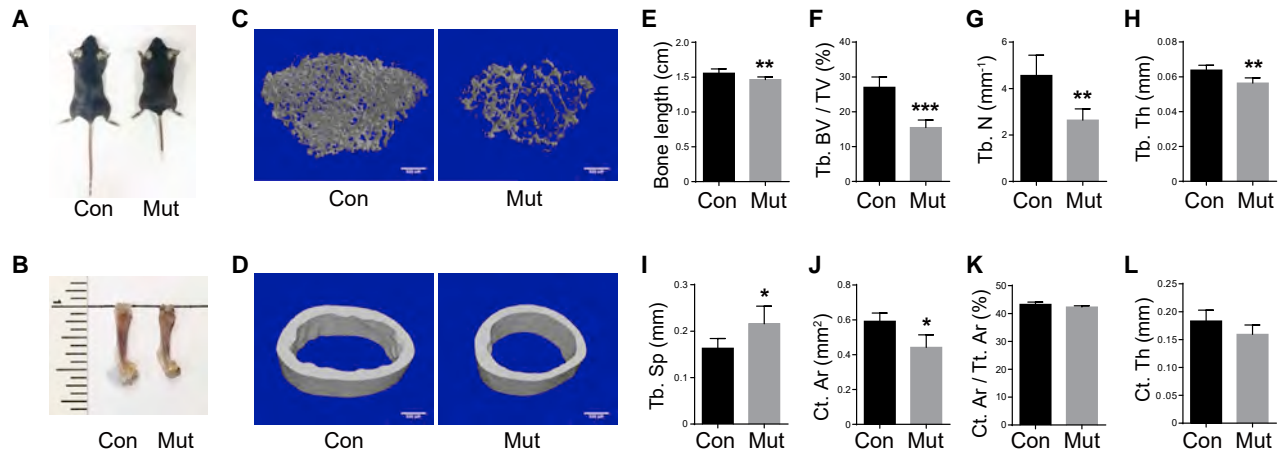 A
Con
Mut
B
Con
Mut
C
Con
Mut
D
Con
Mut
E
Bone length (cm)
2.0
1.5
1.0
0.5
0.0
**
Con
Mut
F
Tb. BV / TV (%)
40
30
20
10
0
***
Con
Mut
G
Tb. N (mm-1)
6
4
2
0
**
Con
Mut
H
Tb. Th (mm)
0.08
0.06
0.04
0.02
0.00
**
Con
Mut
I
Tb. Sp (mm)
0.3
0.2
0.1
0
*
Con
Mut
J
Ct. Ar (mm²)
0.8
0.6
0.4
0.2
0
*
Con
Mut
K
Ct. Ar / Tt. Ar (%)
50
40
30
20
10
0
Con
Mut
L
Ct. Th (mm)
0.25
0.20
0.15
0.10
0.05
0.00
Con
Mut